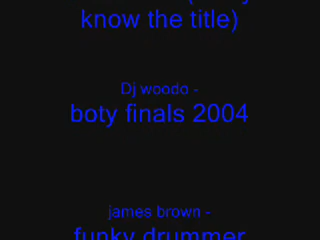 know the title)
Dj woodo -
boty finals 2004
james brown -
funky drummer